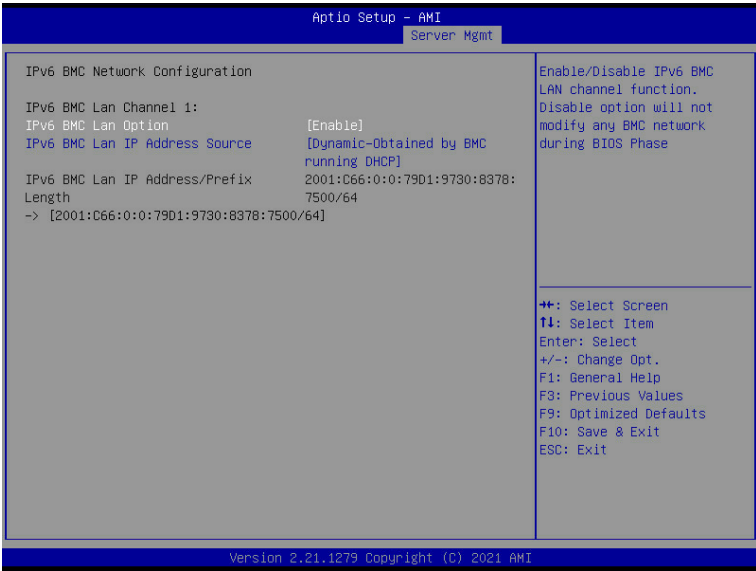 Aptio Setup – AMI
Server Mgmt
IPv6 BMC Network Configuration
IPv6 BMC Lan Channel 1:
IPv6 BMC Lan Option [Enable]
IPv6 BMC Lan IP Address Source [Dynamic-Obtained by BMC
running DHCP]
IPv6 BMC Lan IP Address/Prefix 2001:C66:0:0:79D1:9730:8378:
Length 7500/64
-> [2001:C66:0:0:79D1:9730:8378:7500/64]
Enable/Disable IPv6 BMC
LAN channel function.
Disable option will not
modify any BMC network
during BIOS Phase
→←: Select Screen
↑↓: Select Item
Enter: Select
+/-: Change Opt.
F1: General Help
F3: Previous Values
F9: Optimized Defaults
F10: Save & Exit
ESC: Exit
Version 2.21.1279 Copyright (C) 2021 AMI